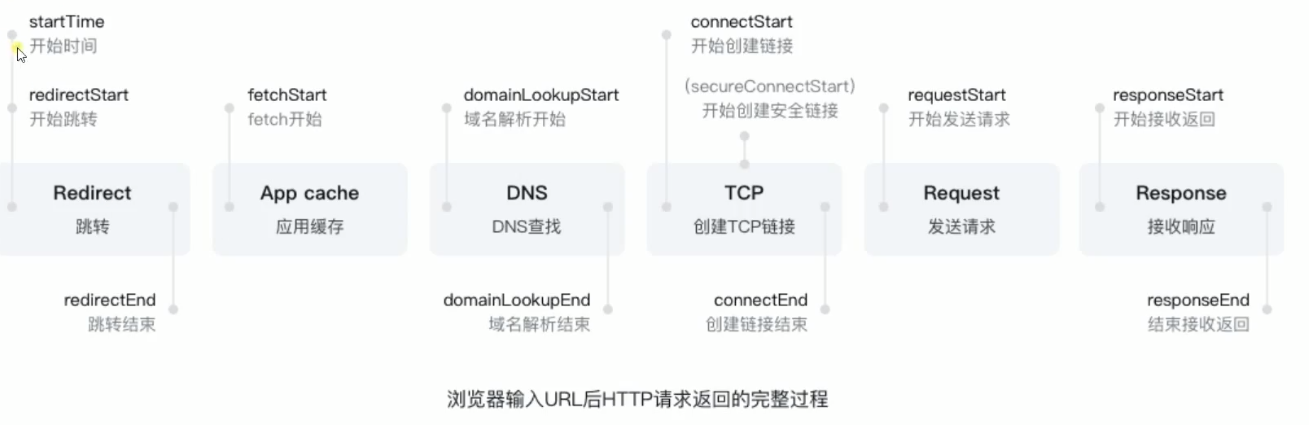 startTime
开始时间
connectStart
开始创建链接
redirectStart
开始跳转
fetchStart
fetch开始
domainLookupStart
域名解析开始
(secureConnectStart)
开始创建安全链接
requestStart
开始发送请求
responseStart
开始接收返回
Redirect
跳转
App cache
应用缓存
DNS
DNS查找
TCP
创建TCP链接
Request
发送请求
Response
接收响应
redirectEnd
跳转结束
domainLookupEnd
域名解析结束
connectEnd
创建链接结束
responseEnd
结束接收返回
浏览器输入URL后HTTP请求返回的完整过程